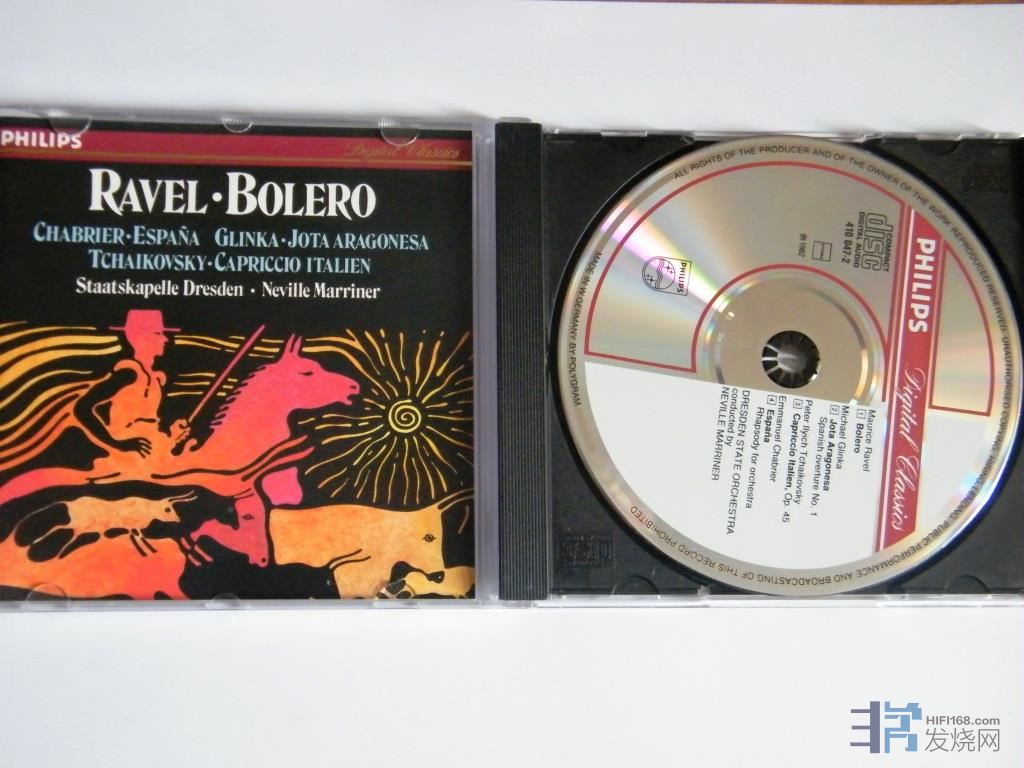 PHILIPS
Digital Classics
RAVEL·BOLERO
CHABRIER·ESPAÑA GLINKA·JOTA ARAGONESA
TCHAIKOVSKY·CAPRICCIO ITALIEN
Staatskapelle Dresden · Neville Marriner
ALL RIGHTS OF THE PRODUCER AND OF THE OWNER OF THE WORK REPRODUCED RESERVED. UNAUTHORISED COPYING, HIRING, LENDING, PUBLIC PERFORMANCE AND BROADCASTING OF THIS RECORD PROHIBITED
MADE IN W.GERMANY BY POLYGRAM
PHILIPS
Digital Classics
COMPACT
disc
DIGITAL AUDIO
410 047-2
℗ 1982
PHILIPS
Maurice Ravel
1 Bolero
Michael Glinka
2 Jota Aragonesa
Spanish overture No. 1
Peter Ilyich Tchaikovsky
3 Capriccio Italien, Op. 45
Emmanuel Chabrier
4 España
Rhapsody for orchestra
DRESDEN STATE ORCHESTRA
conducted by
NEVILLE MARRINER
HIFI168.com
发烧网